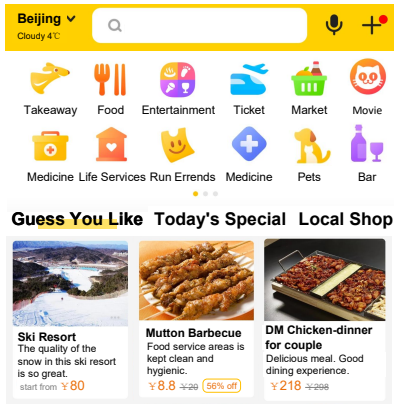 Beijing
Cloudy 4℃
Takeaway Food Entertainment Ticket Market Movie
Medicine Life Services Run Errends Medicine Pets Bar
Guess You Like Today's Special Local Shop
Ski Resort
The quality of the
snow in this ski resort
is so great.
start from ¥80
Mutton Barbecue
Food service areas is
kept clean and
hygienic.
¥8.8 ¥20 56% off
DM Chicken-dinner
for couple
Delicious meal. Good
dining experience.
¥218 ¥298